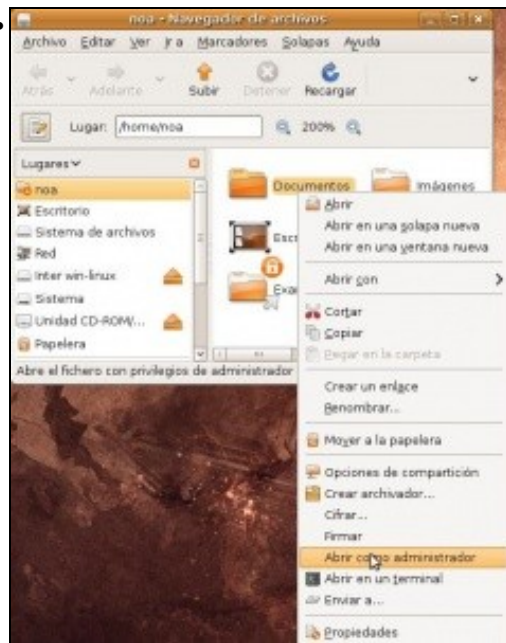 noa - Navegador de archivos
Archivo Editar Ver Ir a Marcadores Solapas Ayuda
Atrás Adelante Subir Detener Recargar
Lugar: /home/noa 200%
Lugares
noa
Escritorio
Sistema de archivos
Red
Inter win-linux
Sistema
Unidad CD-ROM/...
Papelera
Documentos
Imágenes
Escr
Exa
Abre el fichero con privilegios de administrador
Abrir
Abrir en una solapa nueva
Abrir en una ventana nueva
Abrir con
Cortar
Copiar
Pegar en la carpeta
Crear un enlace
Renombrar...
Mover a la papelera
Opciones de compartición
Crear archivador...
Cifrar...
Firmar
Abrir como administrador
Abrir en un terminal
Enviar a...
Propiedades